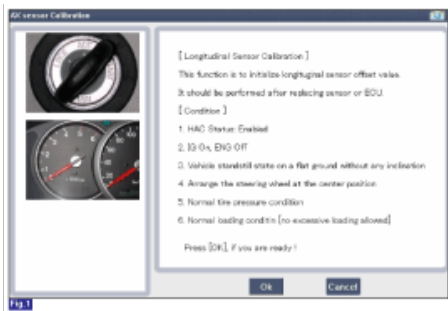 AX sensor Calibration
[ Longitudinal Sensor Calibration ]
This function is to initialize longituginal sensor offset value.
It should be performed after replacing sensor or ECU.
[ Condition ]
1. HAC Status: Enabled
2. IG On, ENG Off
3. Vehicle standstill state on a flat ground without any inclination
4. Arrange the steering wheel at the center position
5. Normal tire pressure condition
6. Normal loading conditin [no excessive loading allowed]
Press [OK], if you are ready !
Ok
Cancel
Fig.1